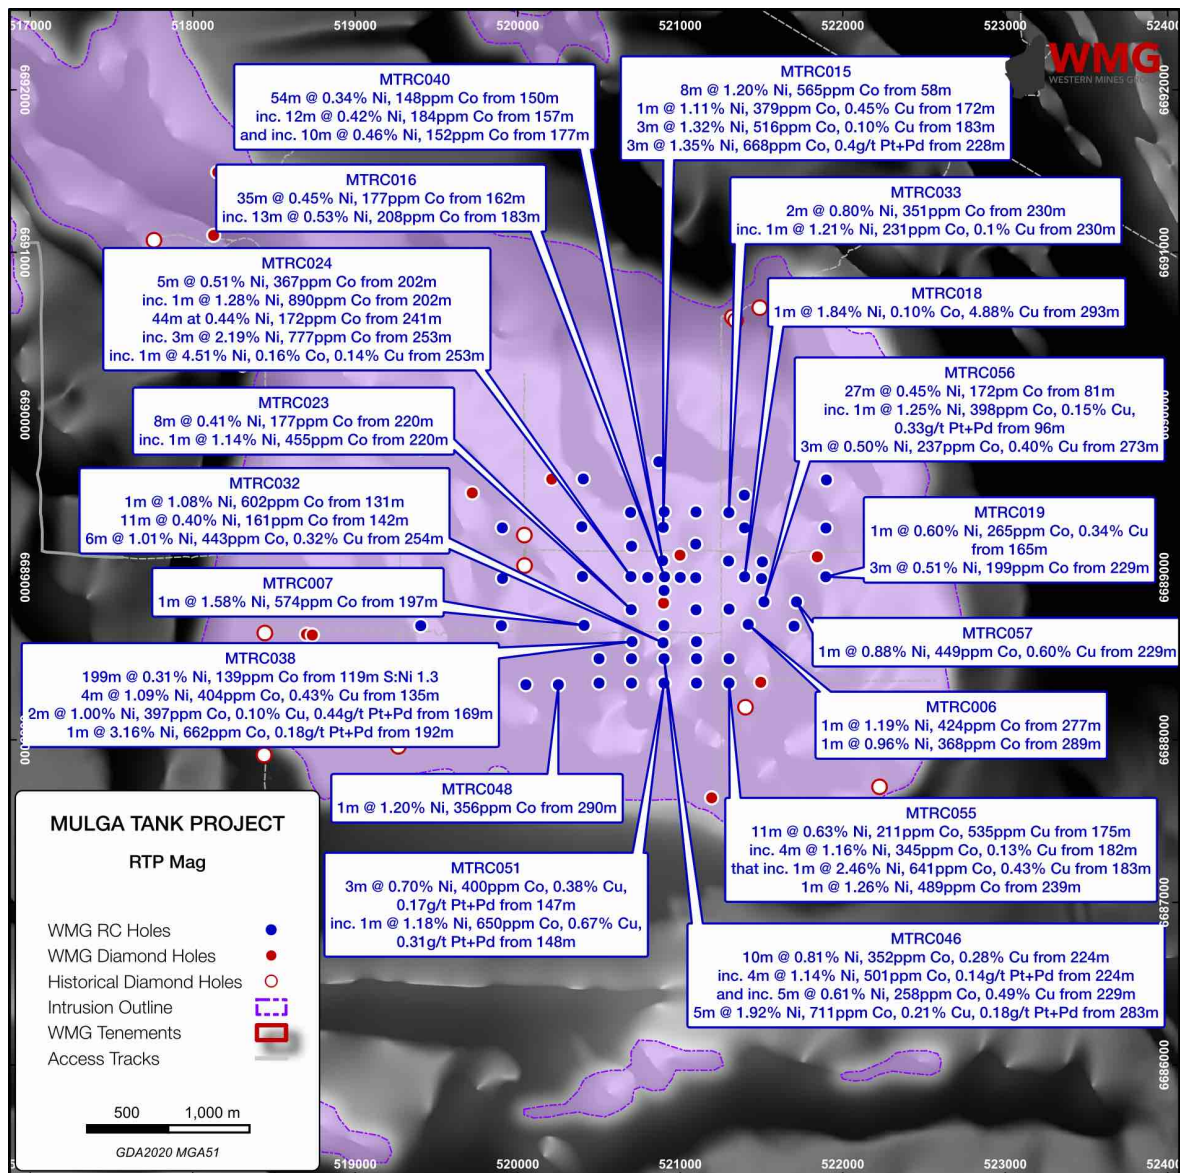 517000
518000
519000
520000
521000
522000
523000
524000
WMG
WESTERN MINES
6692000
6692000
MTRC040
54m @ 0.34% Ni, 148ppm Co from 150m
inc. 12m @ 0.42% Ni, 184ppm Co from 157m
and inc. 10m @ 0.46% Ni, 152ppm Co from 177m
MTRC015
8m @ 1.20% Ni, 565ppm Co from 58m
1m @ 1.11% Ni, 379ppm Co, 0.45% Cu from 172m
3m @ 1.32% Ni, 516ppm Co, 0.10% Cu from 183m
3m @ 1.35% Ni, 668ppm Co, 0.4g/t Pt+Pd from 228m
MTRC016
35m @ 0.45% Ni, 177ppm Co from 162m
inc. 13m @ 0.53% Ni, 208ppm Co from 183m
MTRC033
2m @ 0.80% Ni, 351ppm Co from 230m
inc. 1m @ 1.21% Ni, 231ppm Co, 0.1% Cu from 230m
6691000
6691000
MTRC024
5m @ 0.51% Ni, 367ppm Co from 202m
inc. 1m @ 1.28% Ni, 890ppm Co from 202m
44m at 0.44% Ni, 172ppm Co from 241m
inc. 3m @ 2.19% Ni, 777ppm Co from 253m
inc. 1m @ 4.51% Ni, 0.16% Co, 0.14% Cu from 253m
MTRC018
1m @ 1.84% Ni, 0.10% Co, 4.88% Cu from 293m
MTRC056
27m @ 0.45% Ni, 172pm Co from 81m
inc. 1m @ 1.25% Ni, 398ppm Co, 0.15% Cu,
0.33g/t Pt+Pd from 96m
3m @ 0.50% Ni, 237ppm Co, 0.40% Cu from 273m
6690000
6690000
MTRC023
8m @ 0.41% Ni, 177ppm Co from 220m
inc. 1m @ 1.14% Ni, 455ppm Co from 220m
MTRC032
1m @ 1.08% Ni, 602ppm Co from 131m
11m @ 0.40% Ni, 161ppm Co from 142m
6m @ 1.01% Ni, 443ppm Co, 0.32% Cu from 254m
MTRC019
1m @ 0.60% Ni, 265ppm Co, 0.34% Cu
from 165m
3m @ 0.51% Ni, 199ppm Co from 229m
6689000
6689000
MTRC007
1m @ 1.58% Ni, 574ppm Co from 197m
MTRC057
1m @ 0.88% Ni, 449ppm Co, 0.60% Cu from 229m
MTRC038
199m @ 0.31% Ni, 139ppm Co from 119m S:Ni 1.3
4m @ 1.09% Ni, 404ppm Co, 0.43% Cu from 135m
2m @ 1.00% Ni, 397ppm Co, 0.10% Cu, 0.44g/t Pt+Pd from 169m
1m @ 3.16% Ni, 662ppm Co, 0.18g/t Pt+Pd from 192m
MTRC006
1m @ 1.19% Ni, 424ppm Co from 277m
1m @ 0.96% Ni, 368ppm Co from 289m
6688000
MTRC048
1m @ 1.20% Ni, 356ppm Co from 290m
MTRC055
11m @ 0.63% Ni, 211ppm Co, 535ppm Cu from 175m
inc. 4m @ 1.16% Ni, 345ppm Co, 0.13% Cu from 182m
that inc. 1m @ 2.46% Ni, 641ppm Co, 0.43% Cu from 183m
1m @ 1.26% Ni, 489ppm Co from 239m
MTRC051
3m @ 0.70% Ni, 400ppm Co, 0.38% Cu,
0.17g/t Pt+Pd from 147m
inc. 1m @ 1.18% Ni, 650ppm Co, 0.67% Cu,
0.31g/t Pt+Pd from 148m
6687000
MTRC046
10m @ 0.81% Ni, 352ppm Co, 0.28% Cu from 224m
inc. 4m @ 1.14% Ni, 501ppm Co, 0.14g/t Pt+Pd from 224m
and inc. 5m @ 0.61% Ni, 258ppm Co, 0.49% Cu from 229m
5m @ 1.92% Ni, 711ppm Co, 0.21% Cu, 0.18g/t Pt+Pd from 283m
6686000
MULGA TANK PROJECT
RTP Mag
WMG RC Holes
WMG Diamond Holes
Historical Diamond Holes
Intrusion Outline
WMG Tenements
Access Tracks
500 1,000 m
GDA2020 MGA51
519000
520000
521000
522000
523000